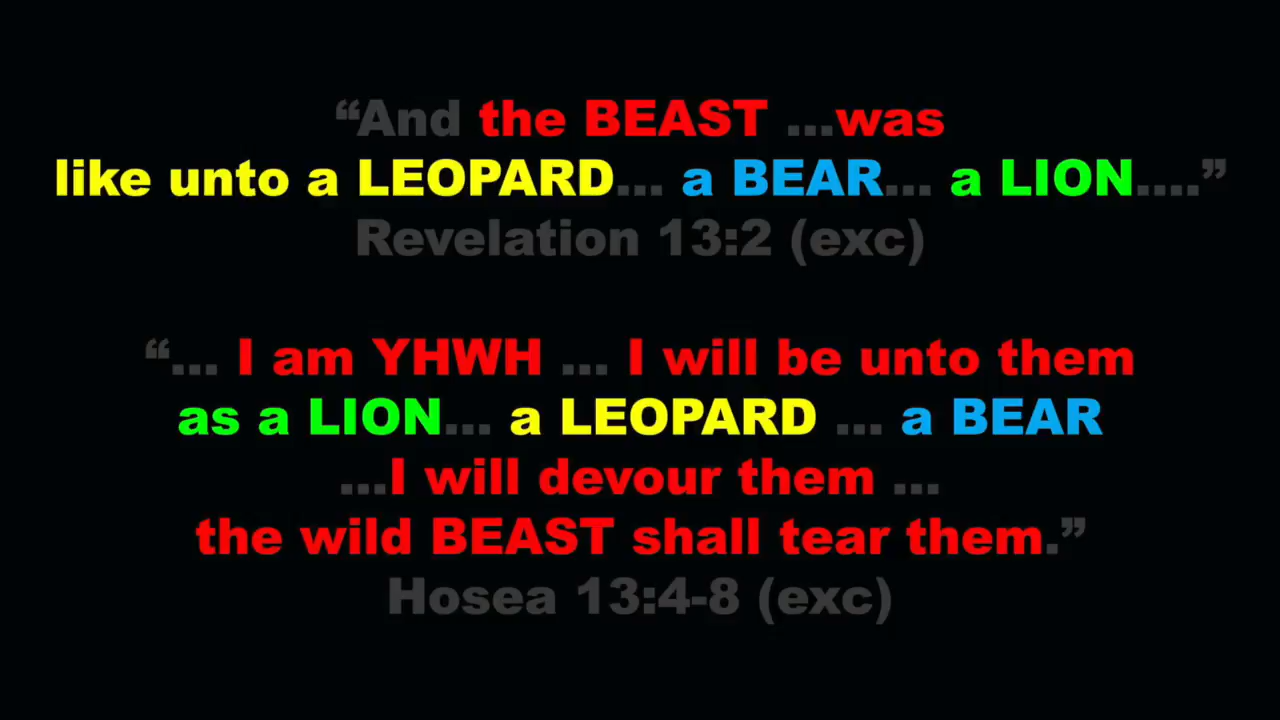 “And the BEAST ...was
like unto a LEOPARD... a BEAR... a LION....”
Revelation 13:2 (exc)
“... I am YHWH ... I will be unto them
as a LION... a LEOPARD ... a BEAR
...I will devour them ...
the wild BEAST shall tear them.”
Hosea 13:4-8 (exc)